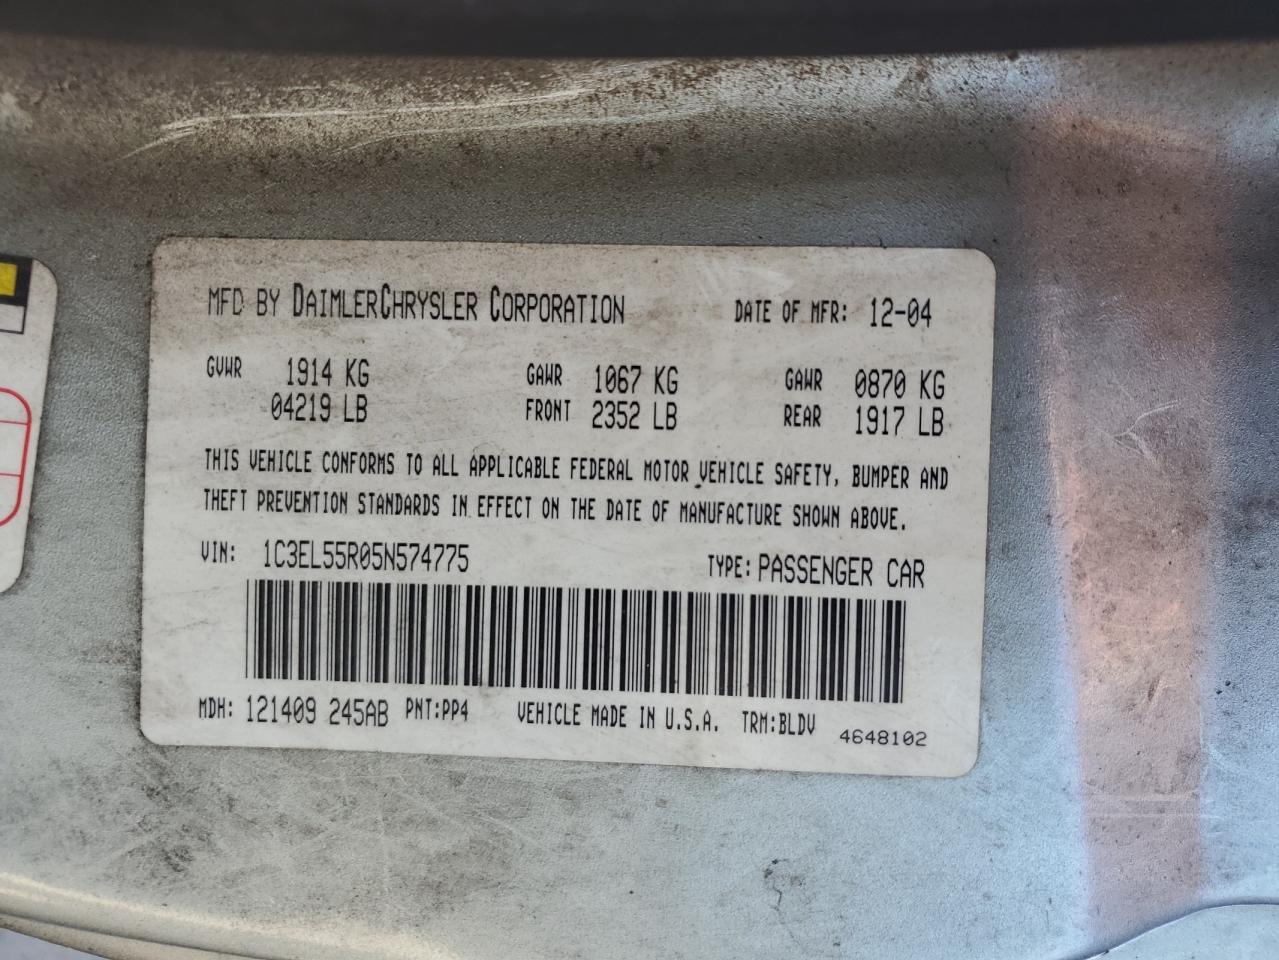 MFD BY DAIMLERCHRYSLER CORPORATION DATE OF MFR: 12-04
GVWR 1914 KG GAWR 1067 KG GAWR 0870 KG
04219 LB FRONT 2352 LB REAR 1917 LB
THIS VEHICLE CONFORMS TO ALL APPLICABLE FEDERAL MOTOR VEHICLE SAFETY, BUMPER AND
THEFT PREVENTION STANDARDS IN EFFECT ON THE DATE OF MANUFACTURE SHOWN ABOVE.
VIN: 1C3EL55R05N574775 TYPE: PASSENGER CAR
MDH: 121409 245AB PNT:PP4 VEHICLE MADE IN U.S.A. TRM:BLDV 4648102